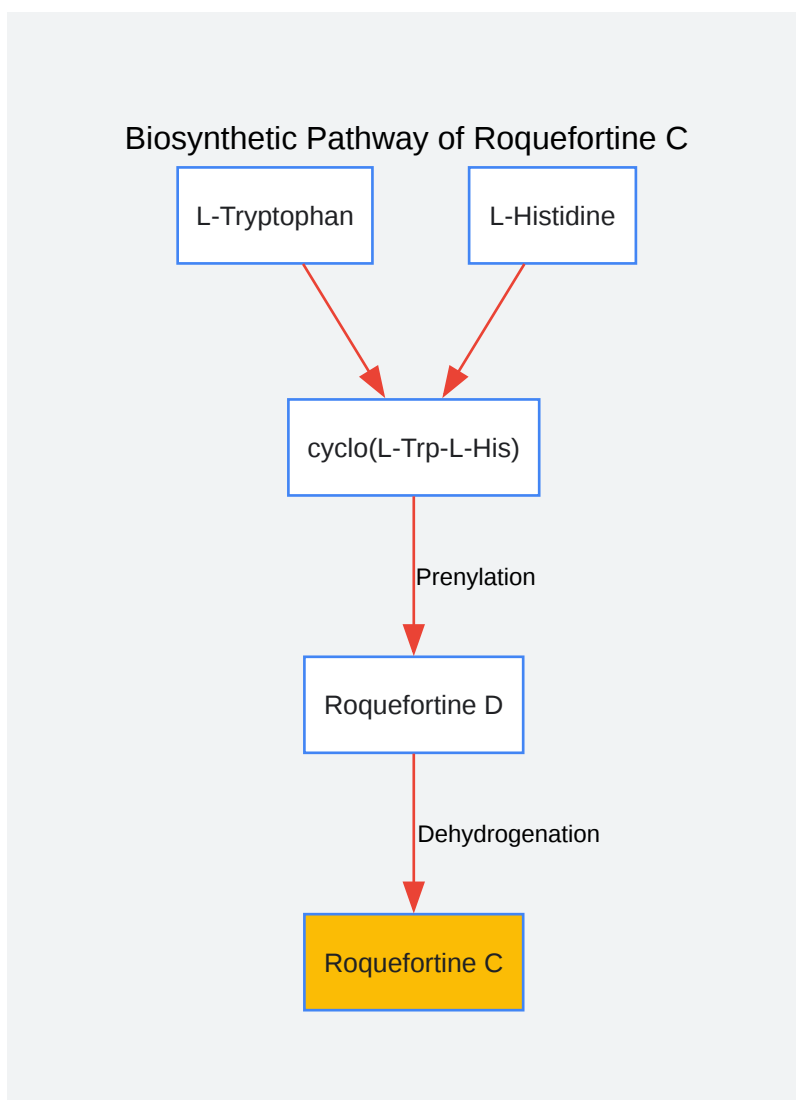 Biosynthetic Pathway of Roquefortine C
L-Tryptophan
L-Histidine
cyclo(L-Trp-L-His)
Prenylation
Roquefortine D
Dehydrogenation
Roquefortine C